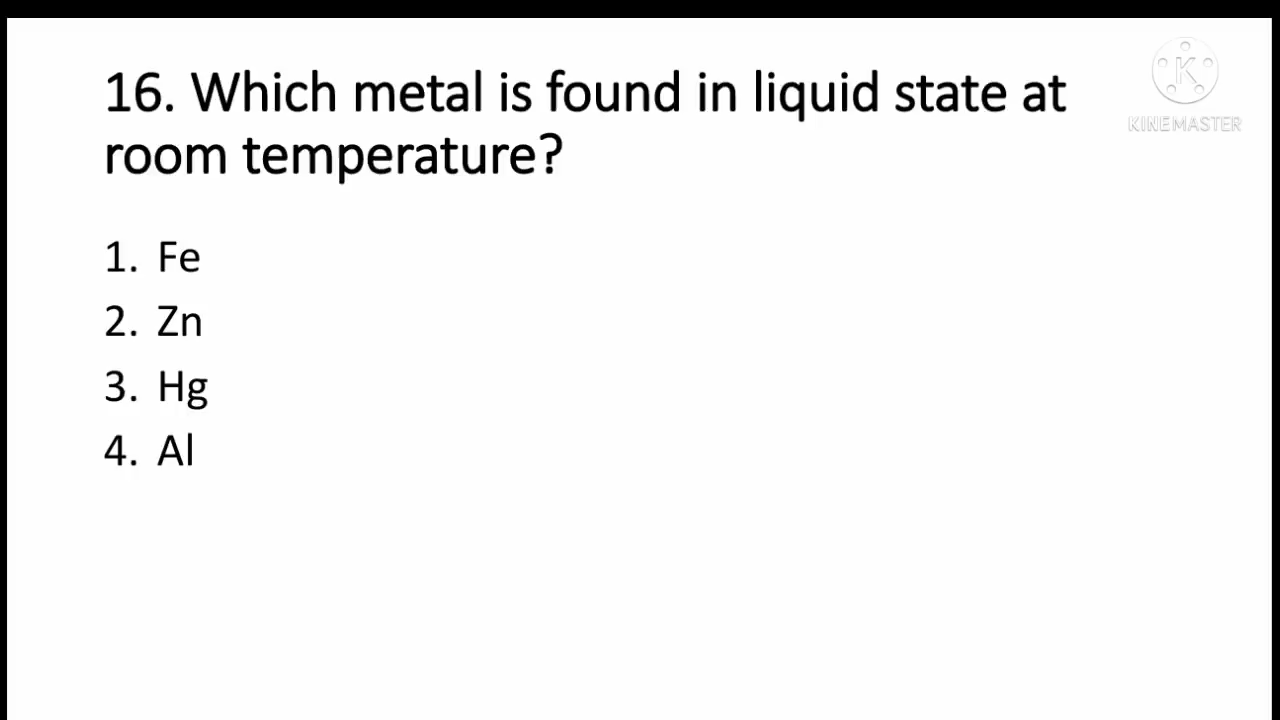 16. Which metal is found in liquid state at
room temperature?
K
KINEMASTER
1. Fe
2. Zn
3. Hg
4. Al